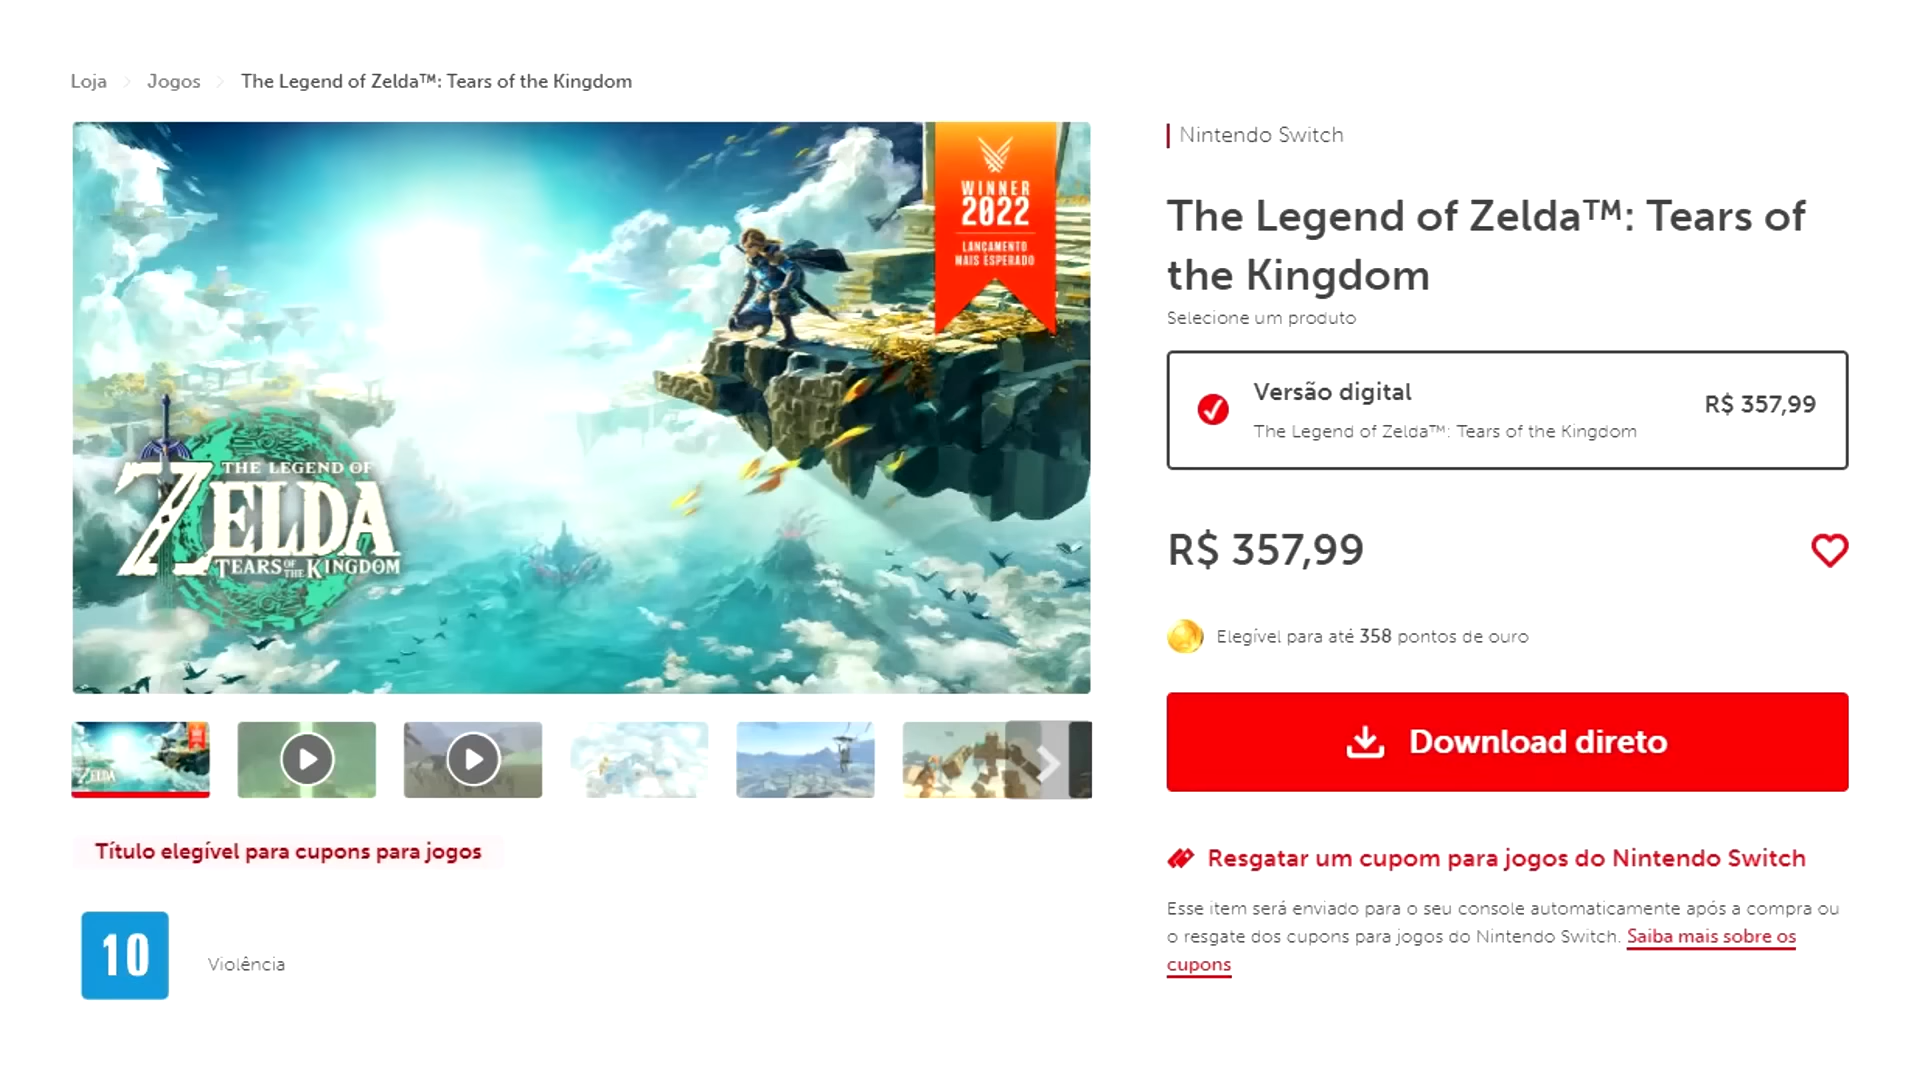 Loja
Jogos
The Legend of Zelda™: Tears of the Kingdom
WINNER
2022
LANÇAMENTO
MAIS ESPERADO
THE LEGEND OF
ZELDA
TEARS OF THE KINGDOM
Título elegível para cupons para jogos
10
Violência
Nintendo Switch
The Legend of Zelda™: Tears of
the Kingdom
Selecione um produto
Versão digital
R$ 357,99
The Legend of Zelda™: Tears of the Kingdom
R$ 357,99
Elegível para até 358 pontos de ouro
Download direto
Resgatar um cupom para jogos do Nintendo Switch
Esse item será enviado para o seu console automaticamente após a compra ou
o resgate dos cupons para jogos do Nintendo Switch. Saiba mais sobre os
cupons